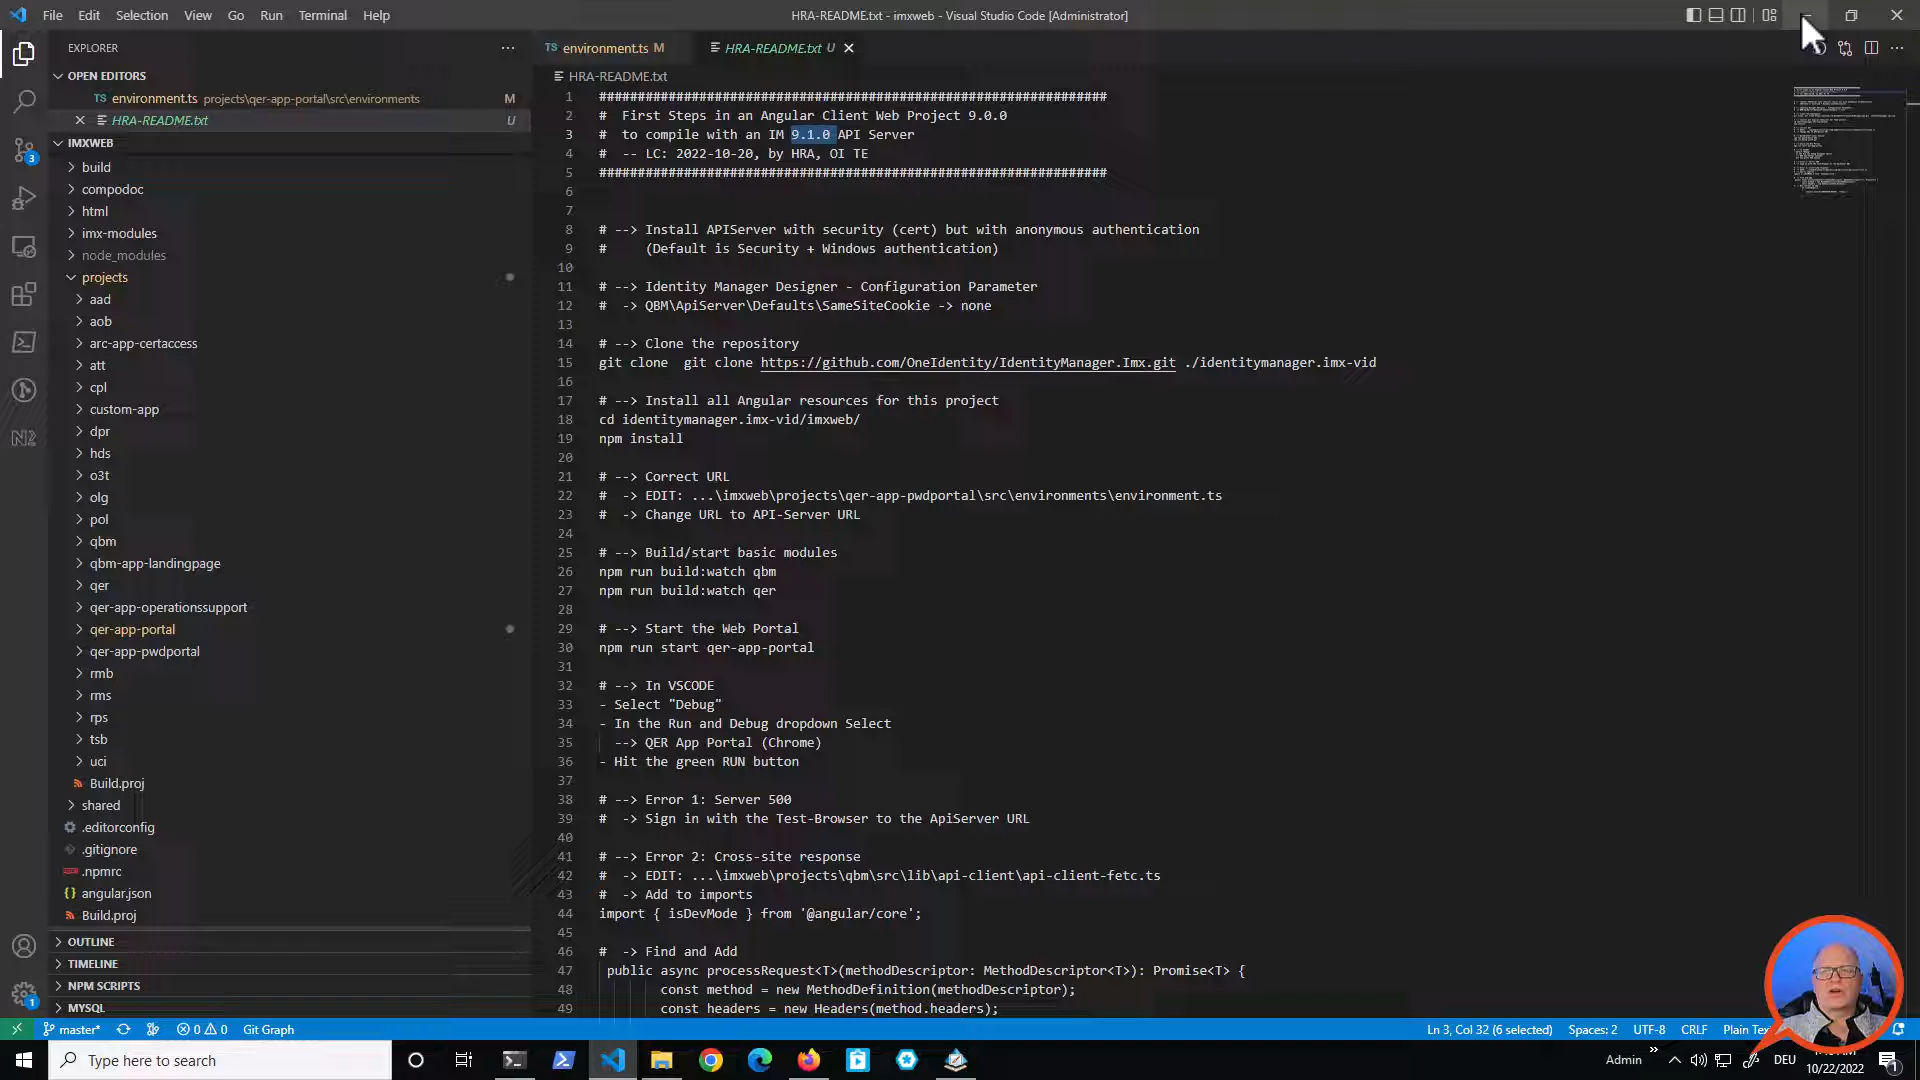 File Edit Selection View Go Run Terminal Help
HRA-README.txt - imxweb - Visual Studio Code [Administrator]
EXPLORER
OPEN EDITORS
TS environment.ts projects\qer-app-portal\src\environments M
HRA-README.txt U
IMXWEB
build
compodoc
html
imx-modules
node_modules
projects
aad
aob
arc-app-certaccess
att
cpl
custom-app
dpr
hds
o3t
olg
pol
qbm
qbm-app-landingpage
qer
qer-app-operationssupport
qer-app-portal
qer-app-pwdportal
rmb
rms
rps
tsb
uci
Build.proj
shared
.editorconfig
.gitignore
.npmrc
{} angular.json
Build.proj
OUTLINE
TIMELINE
NPM SCRIPTS
MYSQL
3
1
TS environment.ts M
HRA-README.txt U
HRA-README.txt
1 ##################################################################
2 # First Steps in an Angular Client Web Project 9.0.0
3 # to compile with an IM 9.1.0 API Server
4 # -- LC: 2022-10-20, by HRA, OI TE
5 ##################################################################
6
7
8 # --> Install APIServer with security (cert) but with anonymous authentication
9 # (Default is Security + Windows authentication)
10
11 # --> Identity Manager Designer - Configuration Parameter
12 # -> QBM\ApiServer\Defaults\SameSiteCookie -> none
13
14 # --> Clone the repository
15 git clone git clone https://github.com/OneIdentity/IdentityManager.Imx.git ./identitymanager.imx-vid
16
17 # --> Install all Angular resources for this project
18 cd identitymanager.imx-vid/imxweb/
19 npm install
20
21 # --> Correct URL
22 # -> EDIT: ...\imxweb\projects\qer-app-pwdportal\src\environments\environment.ts
23 # -> Change URL to API-Server URL
24
25 # --> Build/start basic modules
26 npm run build:watch qbm
27 npm run build:watch qer
28
29 # --> Start the Web Portal
30 npm run start qer-app-portal
31
32 # --> In VSCODE
33 - Select "Debug"
34 - In the Run and Debug dropdown Select
35 --> QER App Portal (Chrome)
36 - Hit the green RUN button
37
38 # --> Error 1: Server 500
39 # -> Sign in with the Test-Browser to the ApiServer URL
40
41 # --> Error 2: Cross-site response
42 # -> EDIT: ...\imxweb\projects\qbm\src\lib\api-client\api-client-fetc.ts
43 # -> Add to imports
44 import { isDevMode } from '@angular/core';
45
46 # -> Find and Add
47 public async processRequest<T>(methodDescriptor: MethodDescriptor<T>): Promise<T> {
48 const method = new MethodDefinition(methodDescriptor);
49 const headers = new Headers(method.headers);
master* 0 0 Git Graph
Ln 3, Col 32 (6 selected) Spaces: 2 UTF-8 CRLF Plain
Type here to search
Admin
DEU
10/22/2022
1